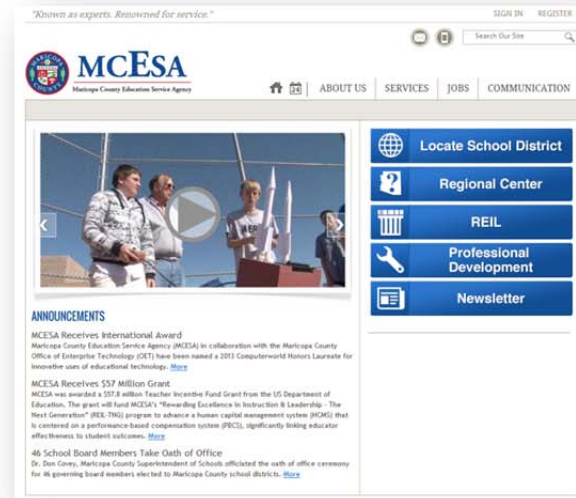 "Known as experts. Renowned for service."
SIGN IN REGISTER
Search Our Site
MARICOPA COUNTY
MCESA
Maricopa County Education Service Agency
24 ABOUT US SERVICES JOBS COMMUNICATION
Locate School District
Regional Center
REIL
Professional
Development
Newsletter
ANNOUNCEMENTS
MCESA Receives International Award
Maricopa County Education Service Agency (MCESA) in collaboration with the Maricopa County
Office of Enterprise Technology (OET) have been named a 2013 Computerworld Honors Laureate for
innovative uses of educational technology. More
MCESA Receives $57 Million Grant
MCESA was awarded a $57.8 million Teacher Incentive Fund Grant from the US Department of
Education. The grant will fund MCESA's "Rewarding Excellence in Instruction & Leadership - The
Next Generation" (REIL-TNG) program to advance a human capital management system (HCMS) that
is centered on a performance-based compensation system (PBCS), significantly linking educator
effectiveness to student outcomes. More
46 School Board Members Take Oath of Office
Dr. Don Covey, Maricopa County Superintendent of Schools officiated the oath of office ceremony
for 46 governing board members elected to Maricopa County school districts. More